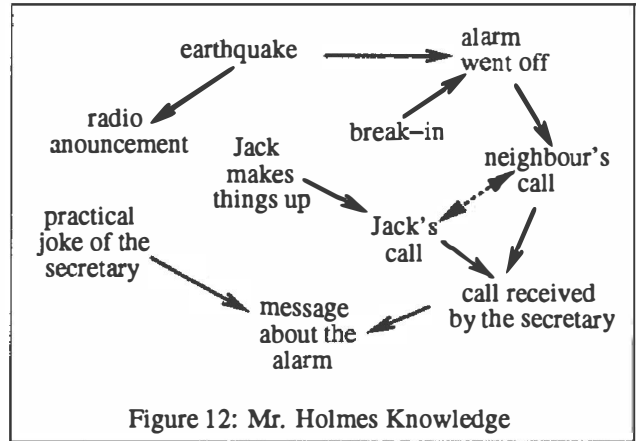 earthquake
alarm
went off
radio
anouncement
break–in
Jack
makes
things up
neighbour's
call
practical
joke of the
secretary
Jack's
call
message
about the
alarm
call received
by the secretary
Figure 12: Mr. Holmes Knowledge